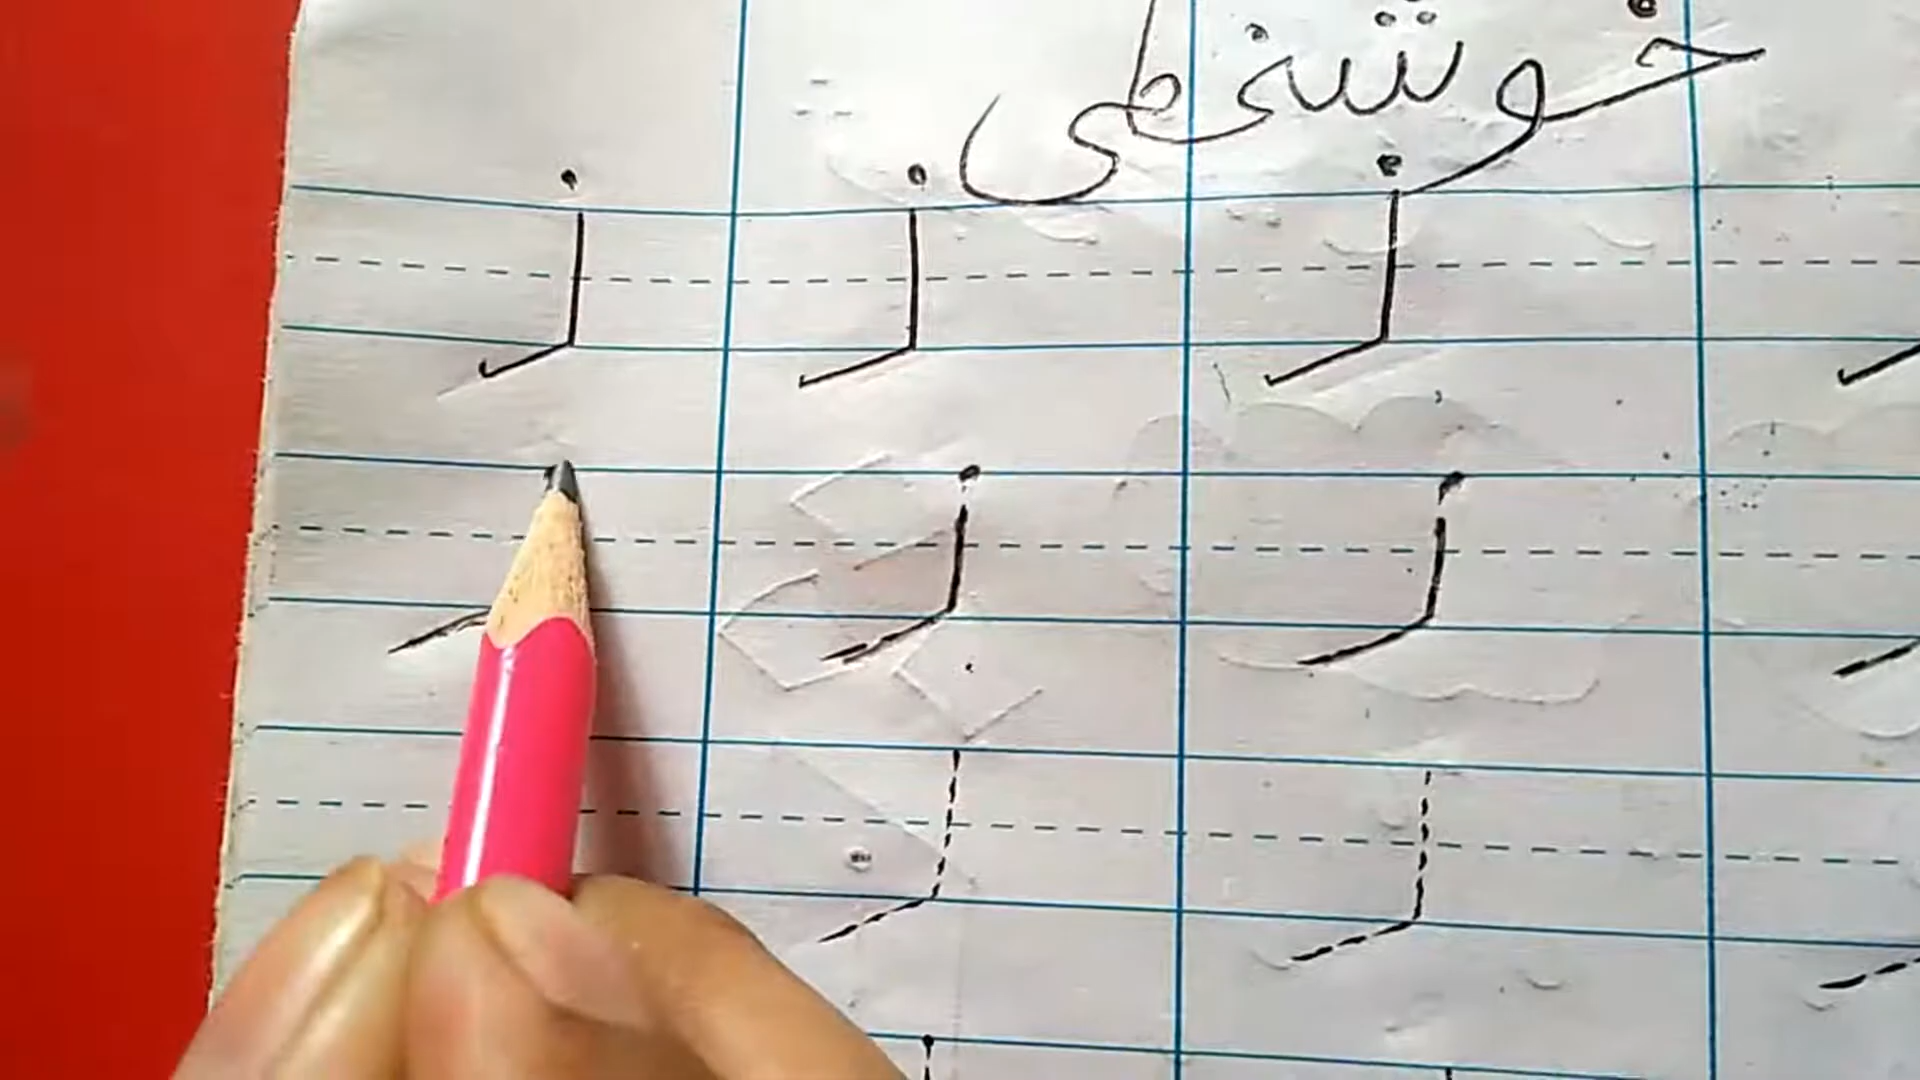 خوشخطی
ز ز ز
ر ر
ر ر